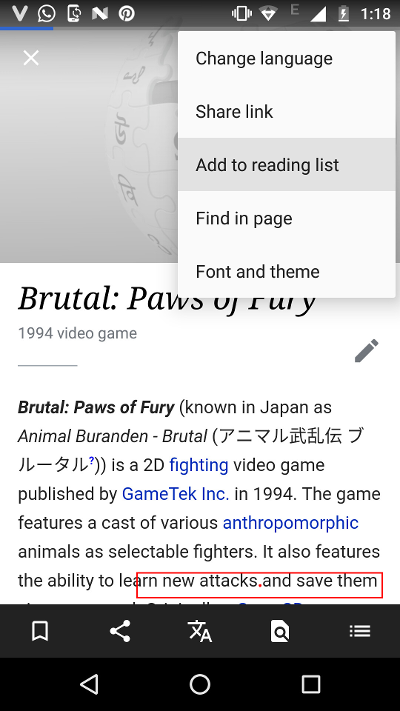 E 1:18
Change language
Share link
Add to reading list
Find in page
Font and theme
Brutal: Paws of Fury
1994 video game
Brutal: Paws of Fury (known in Japan as
Animal Buranden - Brutal (アニマル武乱伝 ブ
ルータル?)) is a 2D fighting video game
published by GameTek Inc. in 1994. The game
features a cast of various anthropomorphic
animals as selectable fighters. It also features
the ability to learn new attacks and save them